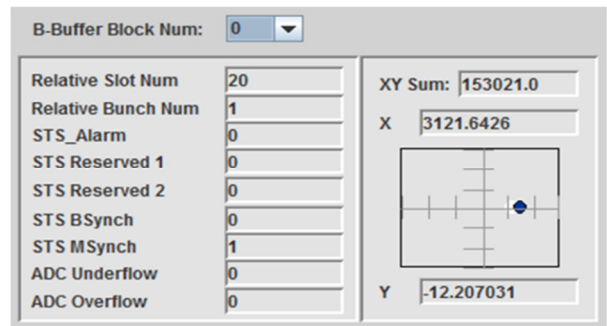 B-Buffer Block Num: 0
Relative Slot Num 20
Relative Bunch Num 1
STS_Alarm 0
STS Reserved 1 0
STS Reserved 2 0
STS BSynch 0
STS MSynch 1
ADC Underflow 0
ADC Overflow 0
XY Sum: 153021.0
X 3121.6426
Y -12.207031